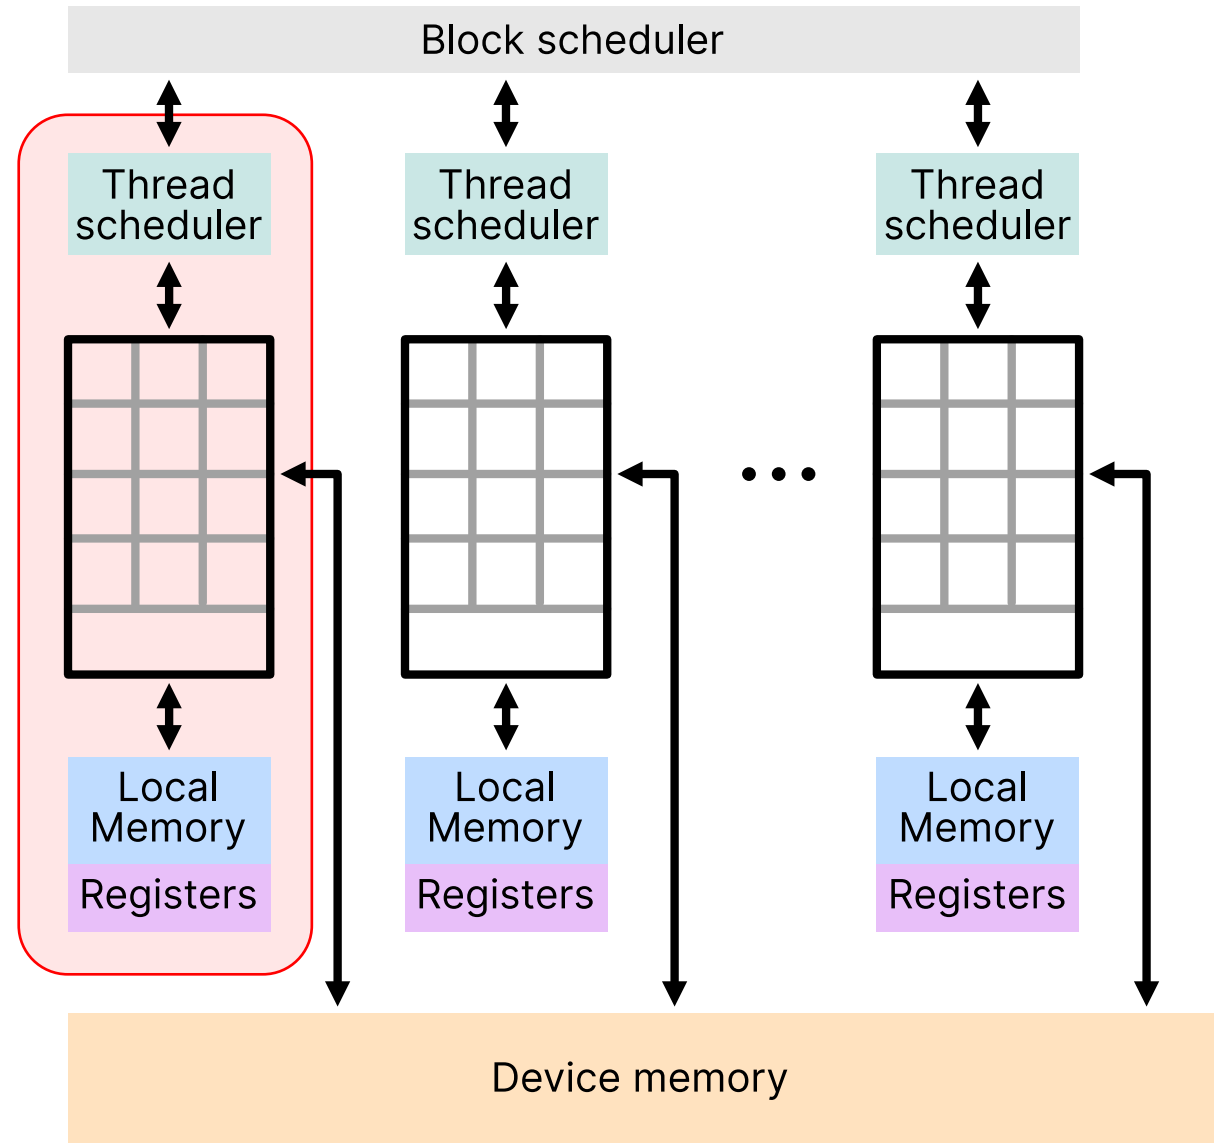 Block scheduler
Thread
scheduler
Thread
scheduler
Thread
scheduler
Local
Memory
Registers
Local
Memory
Registers
Local
Memory
Registers
Device memory